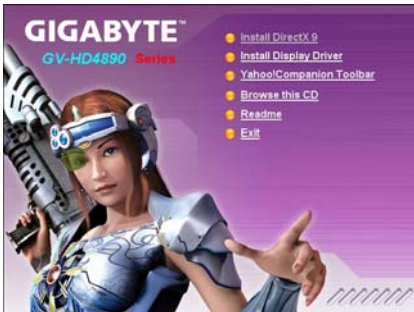 GIGABYTE™
GV-HD4890 Series
Install DirectX 9
Install Display Driver
Yahoo!Companion Toolbar
Browse this CD
Readme
Exit